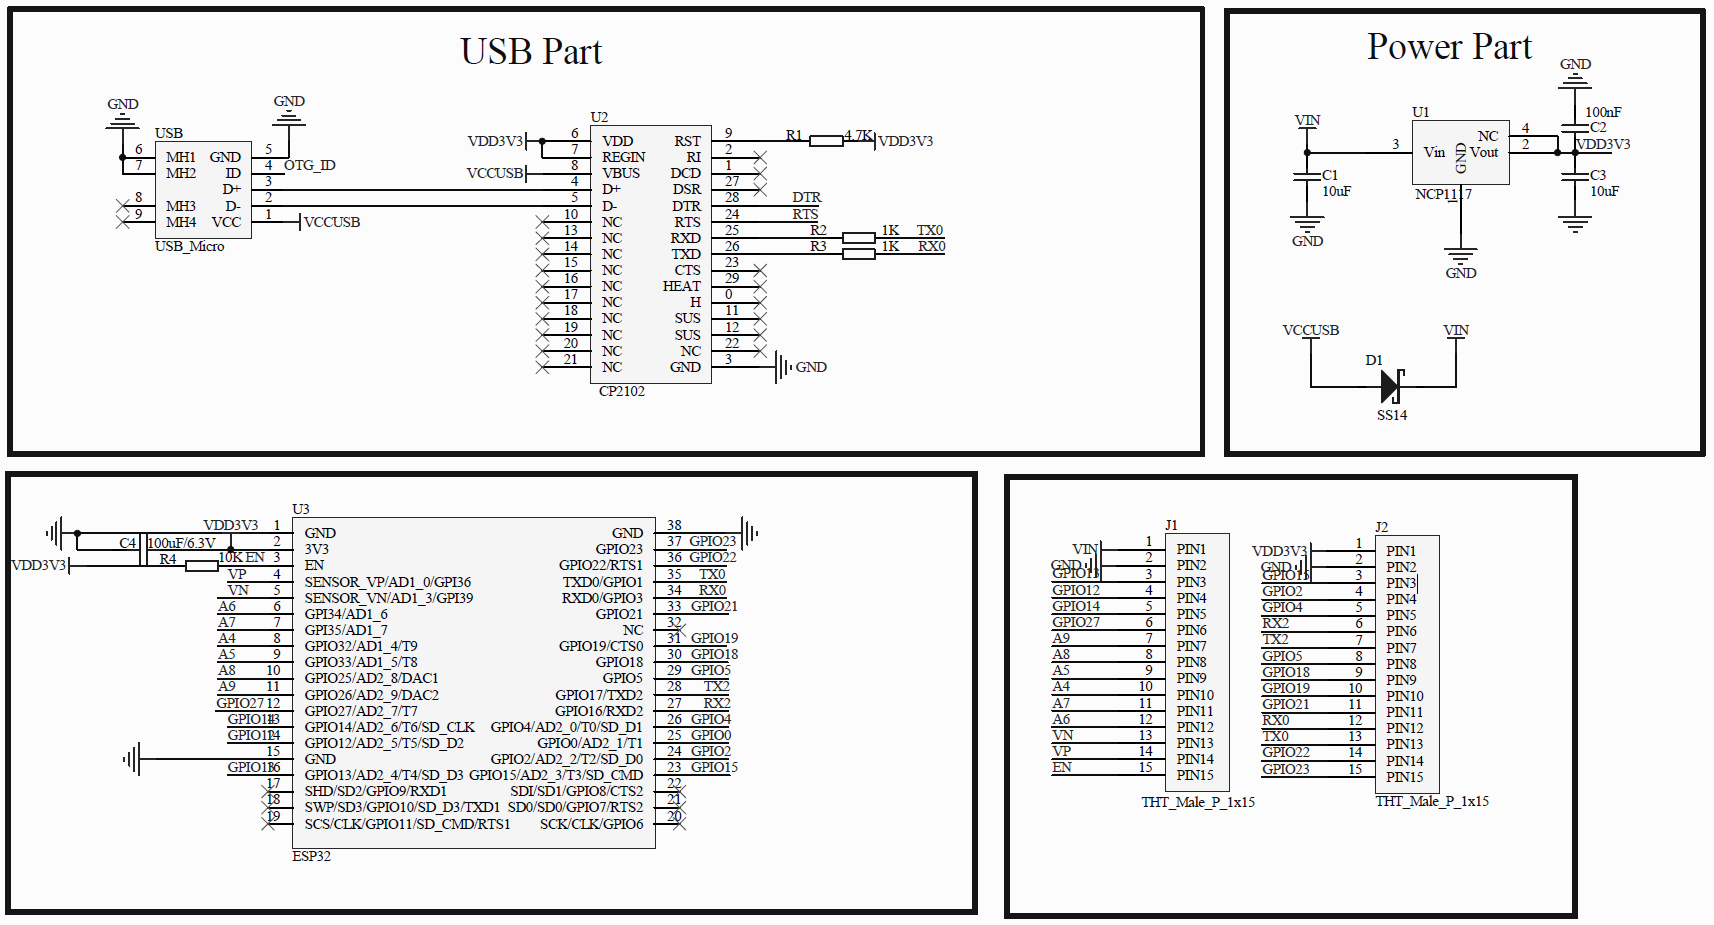 USB Part
GND
GND
USB
6 MH1 GND 5
7 MH2 ID 4 OTG_ID
D+ 3
8 MH3 D- 2
9 MH4 VCC 1 VCCUSB
USB_Micro
U2
VDD3V3 6 VDD RST 9 R1 4.7K VDD3V3
7 REGIN RI 2
VCCUSB 8 VBUS DCD 1
4 D+ DSR 27
5 D- DTR 28 DTR
10 NC RTS 24 RTS
13 NC RXD 25 R2 1K TX0
14 NC TXD 26 R3 1K RX0
15 NC CTS 23
16 NC HEAT 29
17 NC H 0
18 NC SUS 11
19 NC SUS 12
20 NC NC 22
21 NC GND 3 GND
CP2102
Power Part
GND
100nF
C2
U1
VIN
NC 4
3 Vin GND Vout 2 VDD3V3
C1
10uF
C3
10uF
NCP1117
1
GND
GND
VCCUSB VIN
D1
SS14
U3
VDD3V3 1 GND GND 38
C4 100uF/6.3V 2 3V3 GPIO23 37 GPIO23
VDD3V3 R4 10K EN 3 EN GPIO22/RTS1 36 GPIO22
VP 4 SENSOR_VP/AD1_0/GPI36 TXD0/GPIO1 35 TX0
VN 5 SENSOR_VN/AD1_3/GPI39 RXD0/GPIO3 34 RX0
A6 6 GPI34/AD1_6 GPIO21 33 GPIO21
A7 7 GPI35/AD1_7 NC 32
A4 8 GPIO32/AD1_4/T9 GPIO19/CTS0 31 GPIO19
A5 9 GPIO33/AD1_5/T8 GPIO18 30 GPIO18
A8 10 GPIO25/AD2_8/DAC1 GPIO5 29 GPIO5
A9 11 GPIO26/AD2_9/DAC2 GPIO17/TXD2 28 TX2
GPIO27 12 GPIO27/AD2_7/T7 GPIO16/RXD2 27 RX2
GPIO14 13 GPIO14/AD2_6/T6/SD_CLK GPIO4/AD2_0/T0/SD_D1 26 GPIO4
GPIO12 14 GPIO12/AD2_5/T5/SD_D2 GPIO0/AD2_1/T1 25 GPIO0
15 GND GPIO2/AD2_2/T2/SD_D0 24 GPIO2
GPIO13 16 GPIO13/AD2_4/T4/SD_D3 GPIO15/AD2_3/T3/SD_CMD 23 GPIO15
17 SHD/SD2/GPIO9/RXD1 SDI/SD1/GPIO8/CTS2 22
18 SWP/SD3/GPIO10/SD_D3/TXD1 SD0/SD0/GPIO7/RTS2 21
19 SCS/CLK/GPIO11/SD_CMD/RTS1 SCK/CLK/GPIO6 20
ESP32
J1
VIN 1 PIN1
GND 2 PIN2
GPIO13 3 PIN3
GPIO12 4 PIN4
GPIO14 5 PIN5
GPIO27 6 PIN6
A9 7 PIN7
A8 8 PIN8
A5 9 PIN9
A4 10 PIN10
A7 11 PIN11
A6 12 PIN12
VN 13 PIN13
VP 14 PIN14
EN 15 PIN15
THT_Male_P_1x15
J2
VDD3V3 1 PIN1
GND 2 PIN2
GPIO15 3 PIN3
GPIO2 4 PIN4
GPIO4 5 PIN5
RX2 6 PIN6
TX2 7 PIN7
GPIO5 8 PIN8
GPIO18 9 PIN9
GPIO19 10 PIN10
GPIO21 11 PIN11
RX0 12 PIN12
TX0 13 PIN13
GPIO22 14 PIN14
GPIO23 15 PIN15
THT_Male_P_1x15